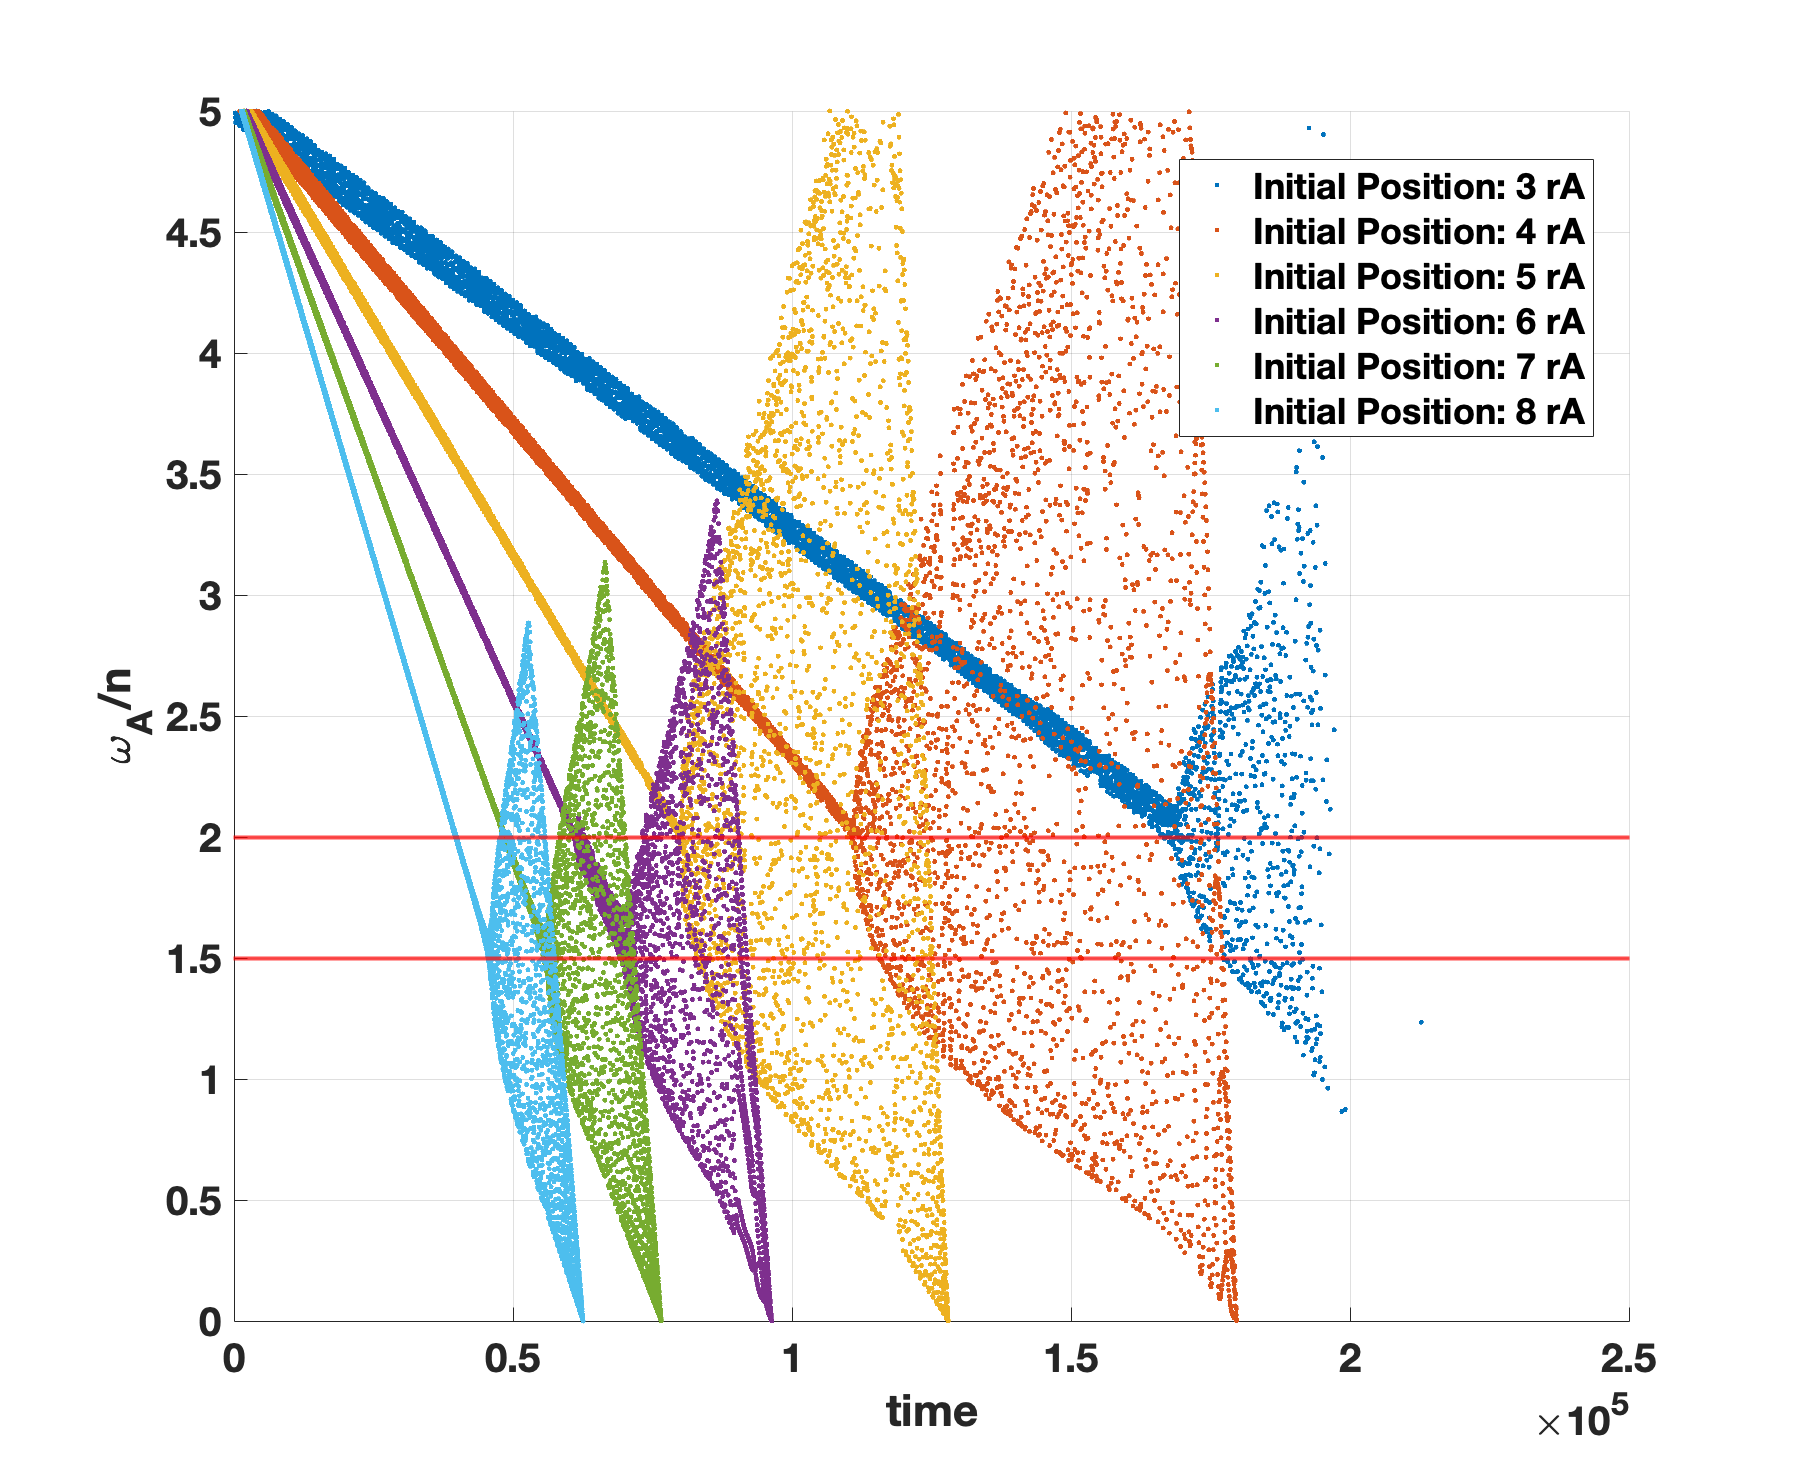 5
4.5
4
3.5
3
2.5
2
1.5
1
0.5
0
ω_A/n
Initial Position: 3 rA
Initial Position: 4 rA
Initial Position: 5 rA
Initial Position: 6 rA
Initial Position: 7 rA
Initial Position: 8 rA
0 0.5 1 1.5 2 2.5
time
×10^5